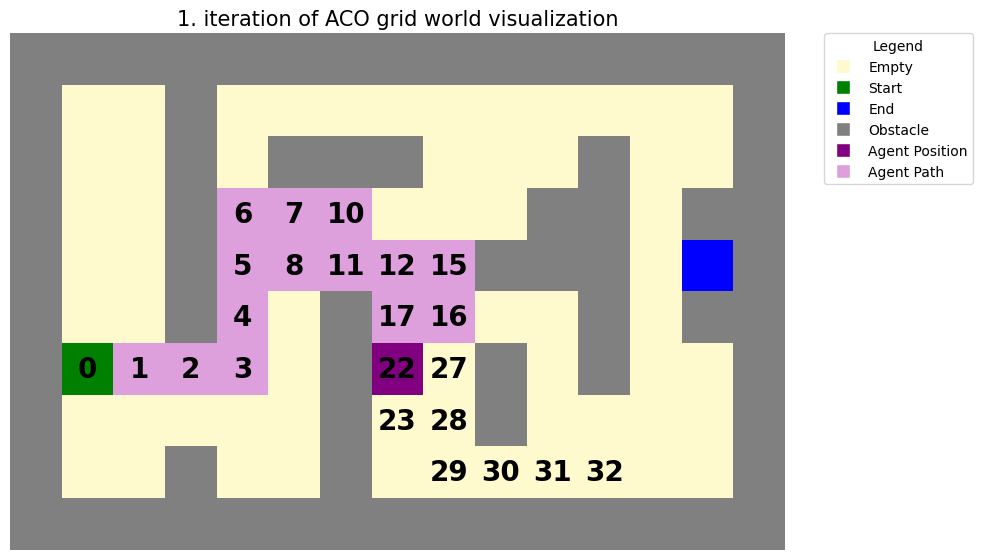 1. iteration of ACO grid world visualization
Legend
Empty
Start
End
Obstacle
Agent Position
Agent Path
6 7 10
5 8 11 12 15
4 17 16
0 1 2 3 22 27
23 28
29 30 31 32